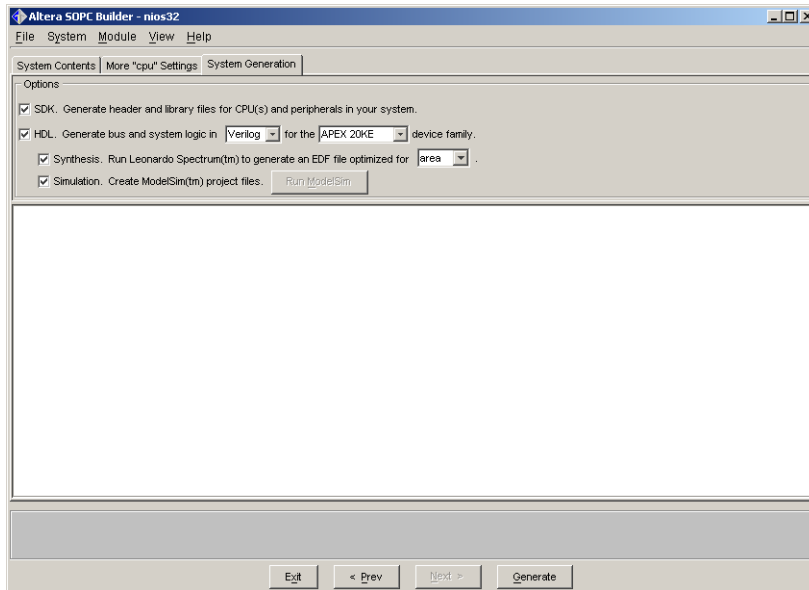 Altera SOPC Builder - nios32
File System Module View Help
System Contents More "cpu" Settings System Generation
Options
SDK. Generate header and library files for CPU(s) and peripherals in your system.
HDL. Generate bus and system logic in Verilog for the APEX 20KE device family.
Synthesis. Run Leonardo Spectrum(tm) to generate an EDF file optimized for area .
Simulation. Create ModelSim(tm) project files. Run ModelSim
Exit < Prev Next > Generate